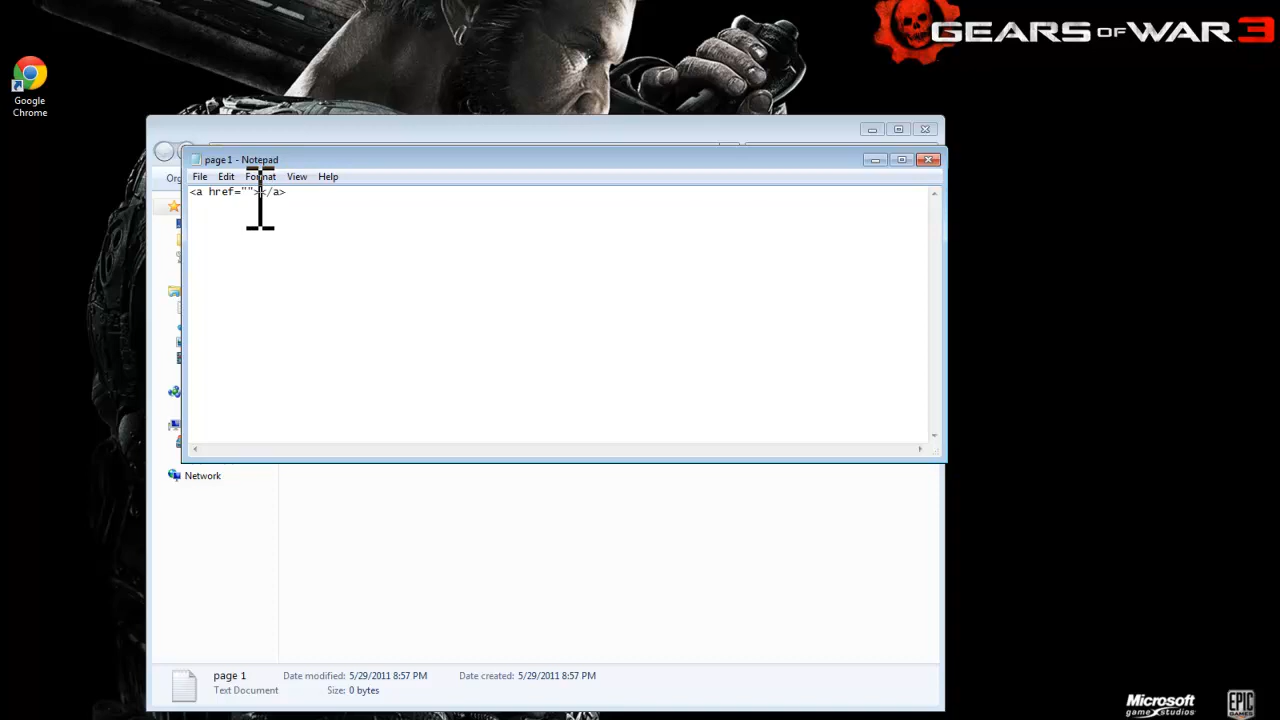 GEARS OF WAR 3
Google
Chrome
page 1 - Notepad
File Edit Format View Help
<a href=""></a>
Org
Network
page 1
Text Document
Date modified: 5/29/2011 8:57 PM
Size: 0 bytes
Date created: 5/29/2011 8:57 PM
Microsoft
game studios
EPIC
GAMES